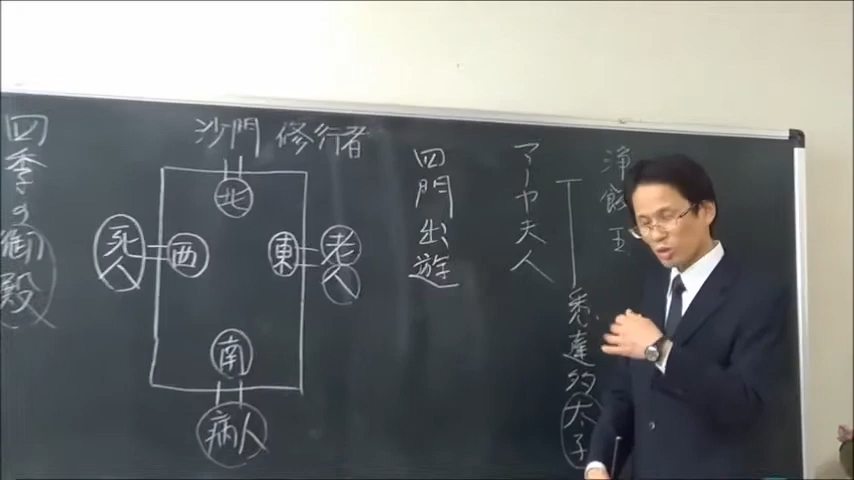 浄飯王
マーヤ夫人
悉達多太子
四門出遊
沙門 修行者
北
東
老人
西
死人
南
病人
四季の御殿